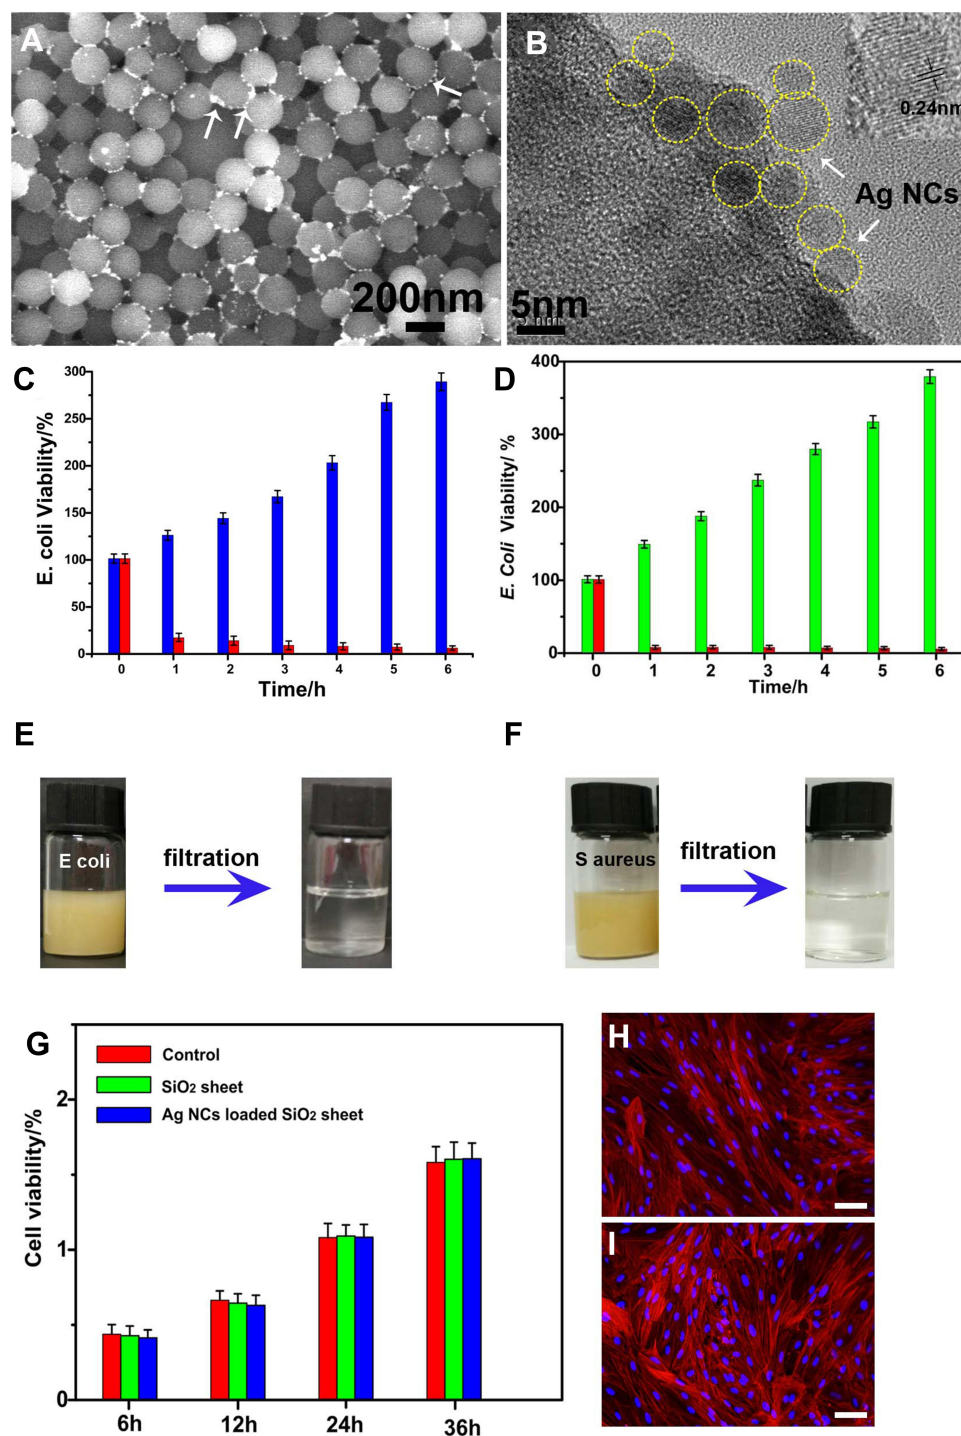 A
200nm
B
0.24nm
Ag NCs
5nm
C
E. coli Viability/%
300
250
200
150
100
50
0
0 1 2 3 4 5 6
Time/h
D
E. Coli Viability/ %
400
300
200
100
0
0 1 2 3 4 5 6
Time/h
E
E coli
filtration
F
S aureus
filtration
G
Cell viability/%
2
1
0
Control
SiO2 sheet
Ag NCs loaded SiO2 sheet
6h 12h 24h 36h
H
I